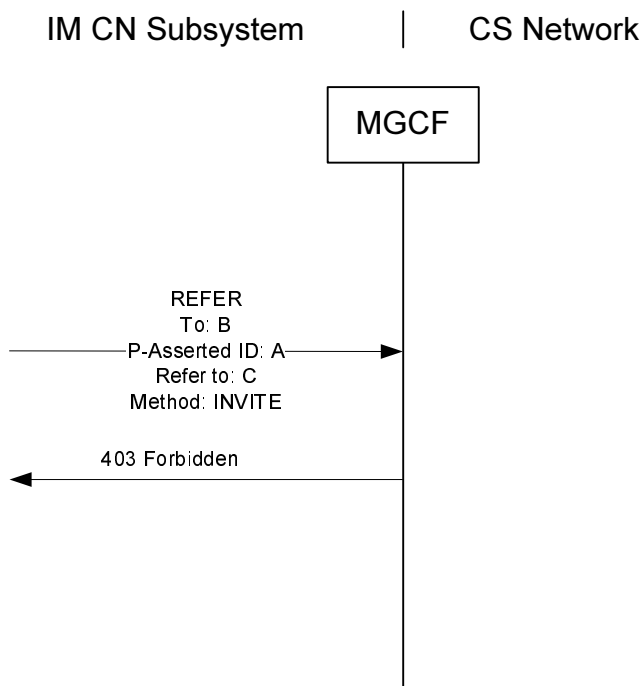 IM CN Subsystem | CS Network
MGCF
REFER
To: B
P-Asserted ID: A
Refer to: C
Method: INVITE
403 Forbidden